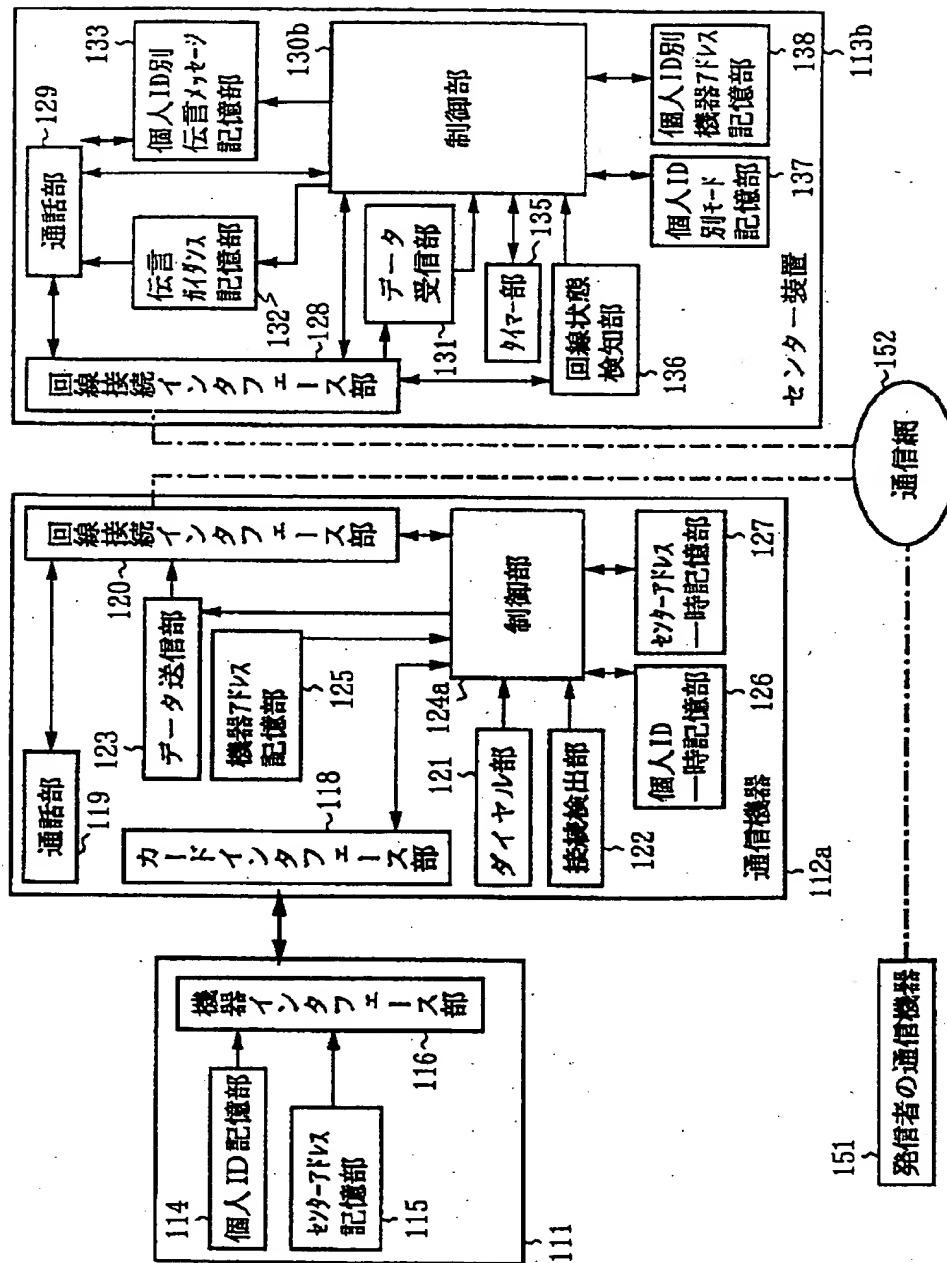 114
個人ID記憶部
センターアドレス
記憶部
115
機器インタフェース部
116
111
通話部
119
カードインタフェース部
118
回線接続インタフェース部
120
データ送信部
123
機器アドレス
記憶部
125
制御部
124a
ダイヤル部
121
接続検出部
122
個人ID
一時記憶部
126
センターアドレス
一時記憶部
127
通信機器
112a
129
通話部
133
個人ID別
伝言メッセージ
記憶部
伝言
ガイダンス
記憶部
132
128
回線接続インタフェース部
130b
制御部
データ
受信部
131
タイマー部
135
回線状態
検知部
136
個人ID
別モード
記憶部
137
個人ID別
機器アドレス
記憶部
138
センター装置
113b
151
発信者の通信機器
通信網
152